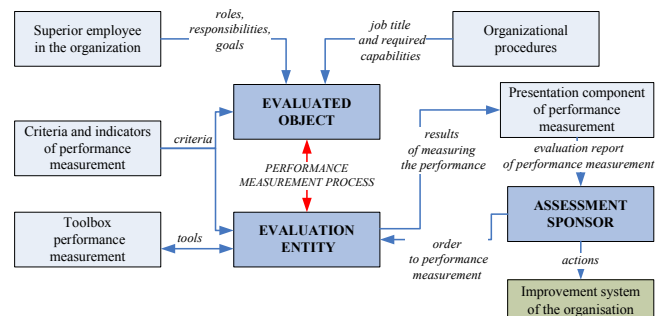 Superior employee
in the organization
roles,
responsibilities,
goals
job title
and required
capabilities
Organizational
procedures
EVALUATED
OBJECT
Presentation component
of performance
measurement
Criteria and indicators
of performance
measurement
criteria
results
of measuring
the performance
evaluation report
of performance measurement
PERFORMANCE
MEASUREMENT PROCESS
Toolbox
performance
measurement
tools
EVALUATION
ENTITY
order
to performance
measurement
ASSESSMENT
SPONSOR
actions
Improvement system
of the organisation